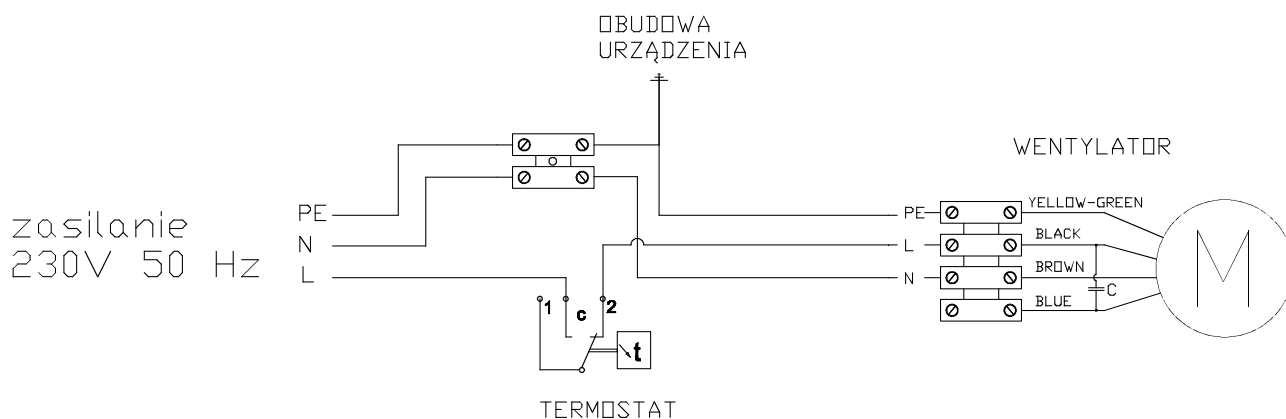 OBUDOWA
URZĄDZENIA
WENTYLATOR
zasilanie
230V 50 Hz
PE
N
L
1
c
2
t
TERMOSTAT
PE
L
N
YELLOW-GREEN
BLACK
BROWN
BLUE
C
M